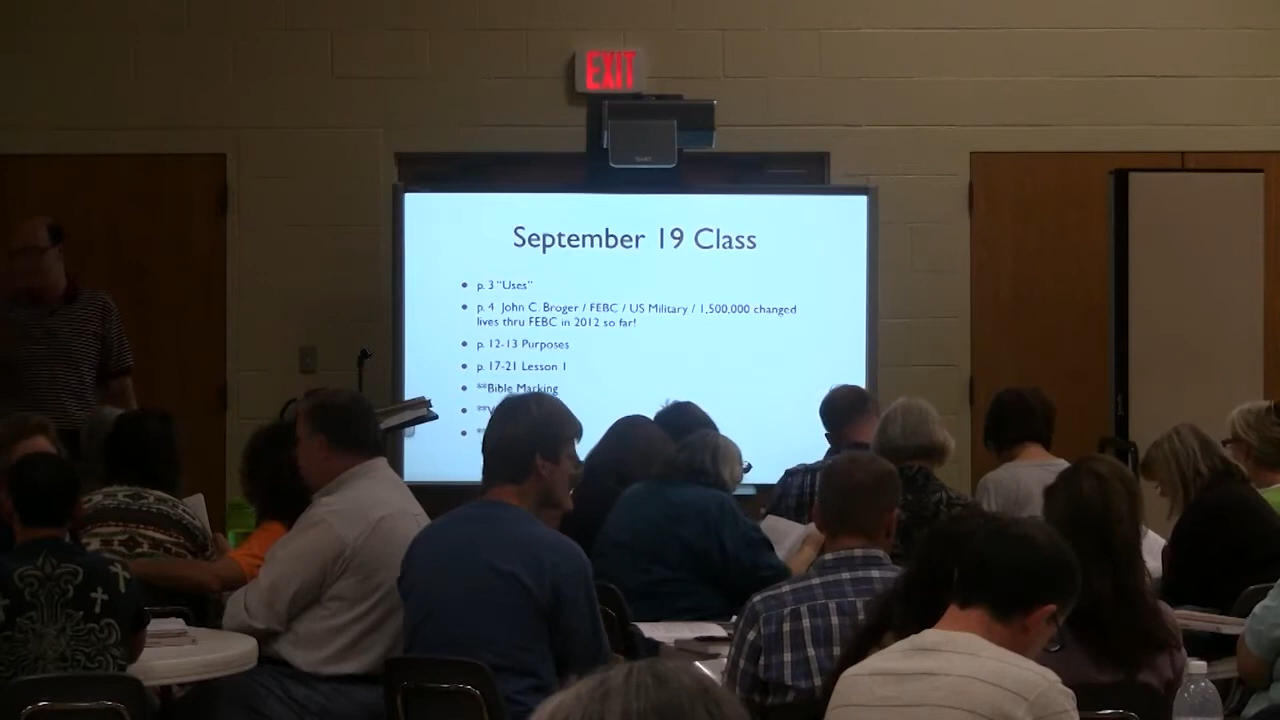 EXIT
September 19 Class
• p. 3 "Uses"
• p. 4 John C. Broger / FEBC / US Military / 1,500,000 changed
lives thru FEBC in 2012 so far!
• p. 12-13 Purposes
• p. 17-21 Lesson 1
• **Bible Marking